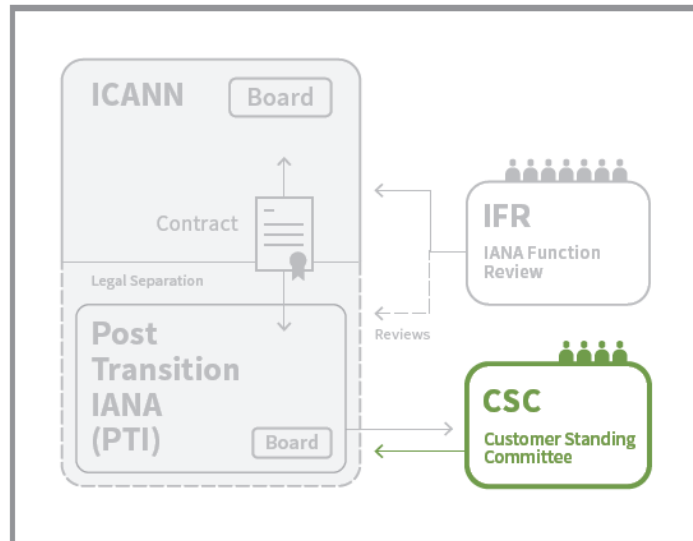 ICANN
Board
Contract
Legal Separation
Post
Transition
IANA
(PTI)
Board
IFR
IANA Function
Review
Reviews
CSC
Customer Standing
Committee